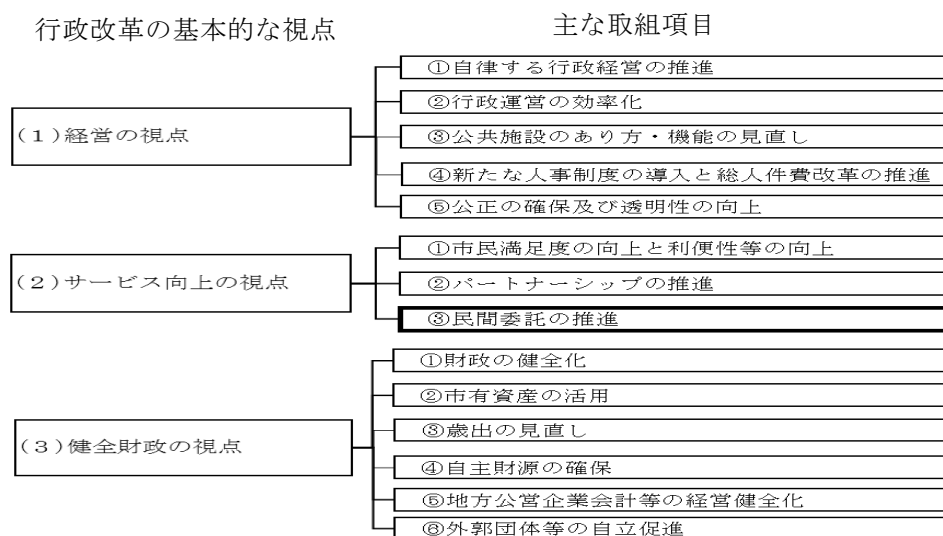 行政改革の基本的な視点
主な取組項目
(1)経営の視点
①自律する行政経営の推進
②行政運営の効率化
③公共施設のあり方・機能の見直し
④新たな人事制度の導入と総人件費改革の推進
⑤公正の確保及び透明性の向上
(2)サービス向上の視点
①市民満足度の向上と利便性等の向上
②パートナーシップの推進
③民間委託の推進
(3)健全財政の視点
①財政の健全化
②市有資産の活用
③歳出の見直し
④自主財源の確保
⑤地方公営企業会計等の経営健全化
⑥外郭団体等の自立促進